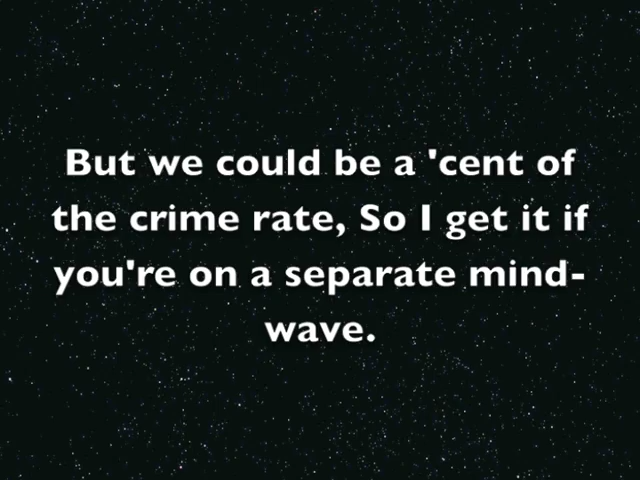 But we could be a 'cent of
the crime rate, So I get it if
you're on a separate mind-
wave.